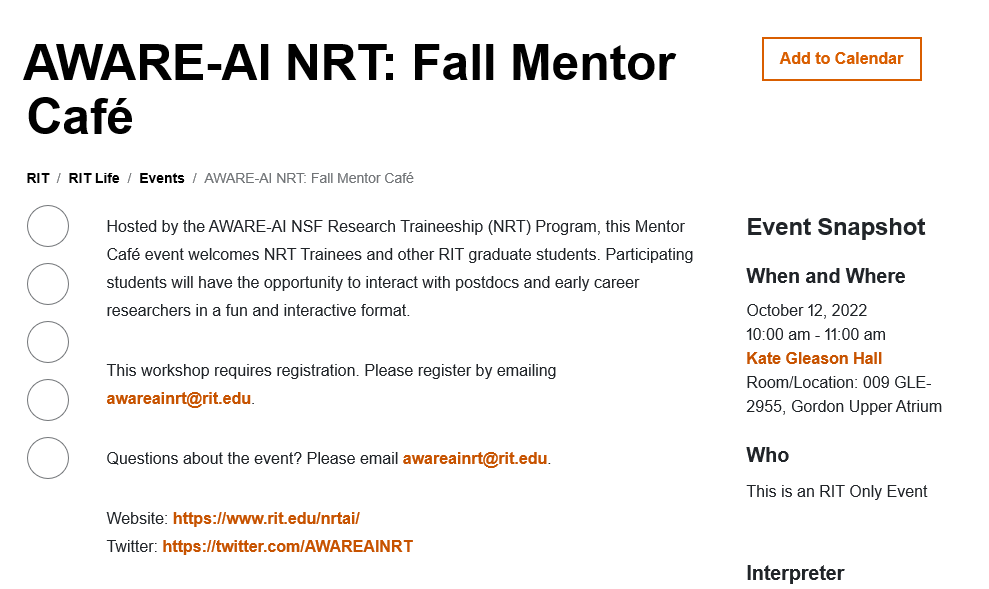 AWARE-AI NRT: Fall Mentor
Café
Add to Calendar
RIT / RIT Life / Events / AWARE-AI NRT: Fall Mentor Café
Hosted by the AWARE-AI NSF Research Traineeship (NRT) Program, this Mentor
Café event welcomes NRT Trainees and other RIT graduate students. Participating
students will have the opportunity to interact with postdocs and early career
researchers in a fun and interactive format.
This workshop requires registration. Please register by emailing
awareainrt@rit.edu.
Questions about the event? Please email awareainrt@rit.edu.
Website: https://www.rit.edu/nrtai/
Twitter: https://twitter.com/AWAREAINRT
Event Snapshot
When and Where
October 12, 2022
10:00 am - 11:00 am
Kate Gleason Hall
Room/Location: 009 GLE-
2955, Gordon Upper Atrium
Who
This is an RIT Only Event
Interpreter